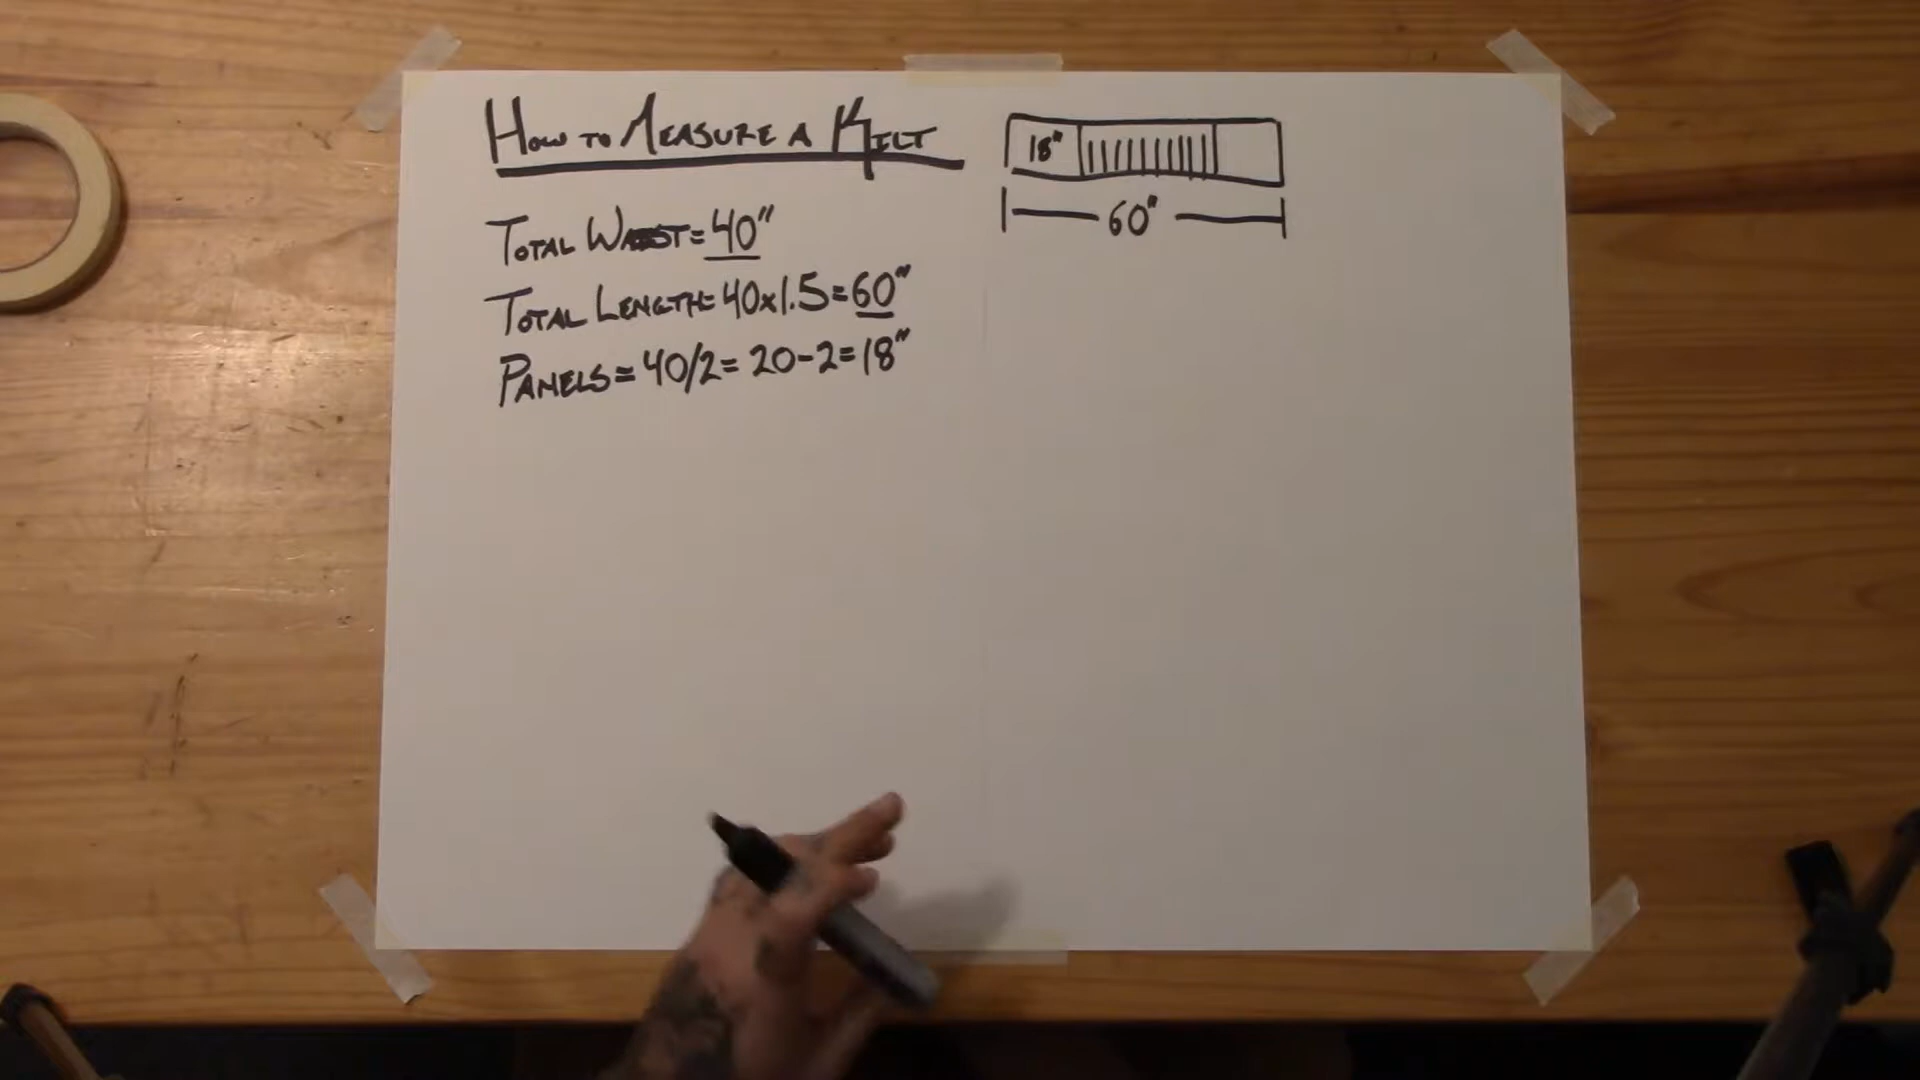 How to Measure a Kilt
Total Waist = 40"
Total Length = 40x1.5 = 60"
Panels = 40/2 = 20-2 = 18"
18"
60"